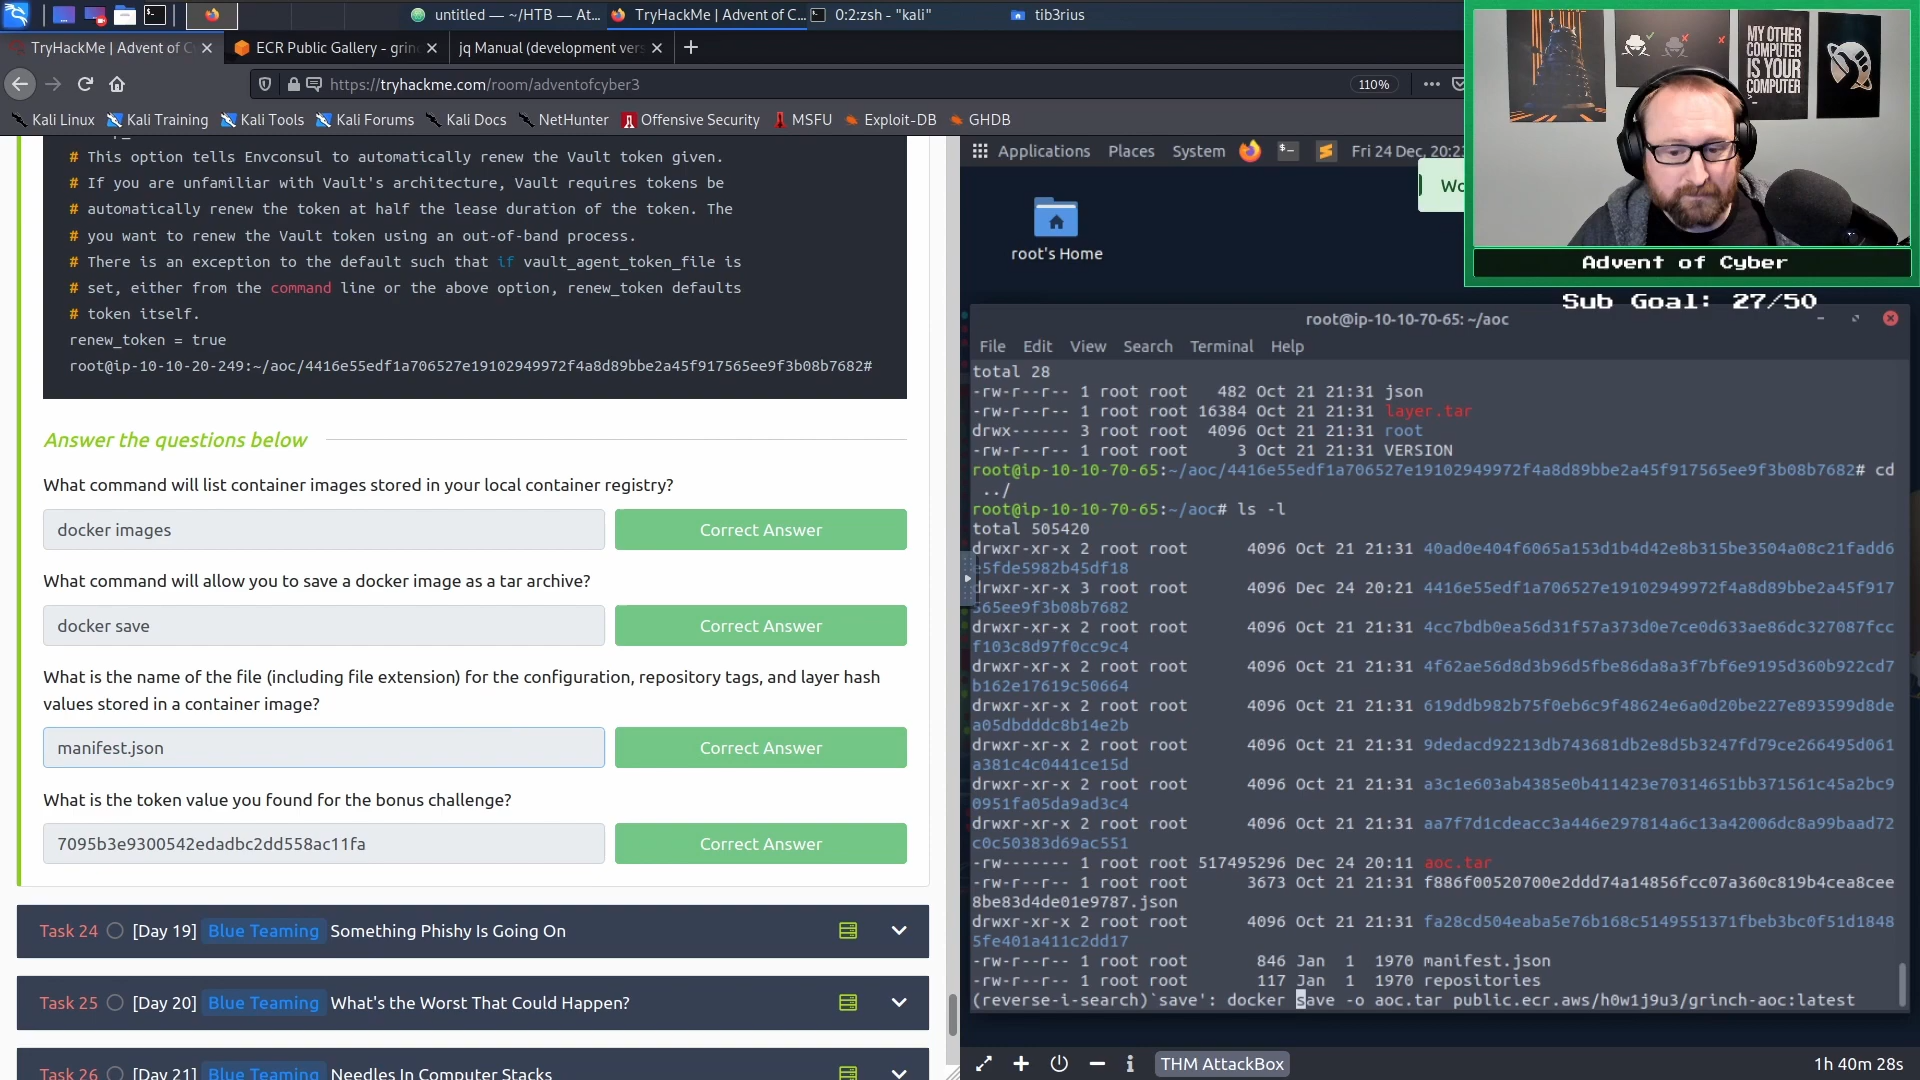 untitled — ~/HTB — At...
TryHackMe | Advent of C...
0:2:zsh - "kali"
tib3rius
TryHackMe | Advent of C
ECR Public Gallery - grin
jq Manual (development ver
https://tryhackme.com/room/adventofcyber3
110%
Kali Linux
Kali Training
Kali Tools
Kali Forums
Kali Docs
NetHunter
Offensive Security
MSFU
Exploit-DB
GHDB
# This option tells Envconsul to automatically renew the Vault token given.
# If you are unfamiliar with Vault's architecture, Vault requires tokens be
# automatically renew the token at half the lease duration of the token. The
# you want to renew the Vault token using an out-of-band process.
# There is an exception to the default such that if vault_agent_token_file is
# set, either from the command line or the above option, renew_token defaults
# token itself.
renew_token = true
root@ip-10-10-20-249:~/aoc/4416e55edf1a706527e19102949972f4a8d89bbe2a45f917565ee9f3b08b7682#
Answer the questions below
What command will list container images stored in your local container registry?
docker images
Correct Answer
What command will allow you to save a docker image as a tar archive?
docker save
Correct Answer
What is the name of the file (including file extension) for the configuration, repository tags, and layer hash
values stored in a container image?
manifest.json
Correct Answer
What is the token value you found for the bonus challenge?
7095b3e9300542edadbc2dd558ac11fa
Correct Answer
Task 24 [Day 19] Blue Teaming Something Phishy Is Going On
Task 25 [Day 20] Blue Teaming What's the Worst That Could Happen?
Task 26 [Day 21] Blue Teaming Needles In Computer Stacks
Applications Places System
Fri 24 Dec, 20:2
Wo
root's Home
MY OTHER
COMPUTER
IS YOUR
COMPUTER
Advent of Cyber
Sub Goal: 27/50
root@ip-10-10-70-65: ~/aoc
File Edit View Search Terminal Help
total 28
-rw-r--r-- 1 root root   482 Oct 21 21:31 json
-rw-r--r-- 1 root root 16384 Oct 21 21:31 layer.tar
drwx------ 3 root root  4096 Oct 21 21:31 root
-rw-r--r-- 1 root root     3 Oct 21 21:31 VERSION
root@ip-10-10-70-65:~/aoc/4416e55edf1a706527e19102949972f4a8d89bbe2a45f917565ee9f3b08b7682# cd
../
root@ip-10-10-70-65:~/aoc# ls -l
total 505420
drwxr-xr-x 2 root root      4096 Oct 21 21:31 40ad0e404f6065a153d1b4d42e8b315be3504a08c21fadd6
e5fde5982b45df18
drwxr-xr-x 3 root root      4096 Dec 24 20:21 4416e55edf1a706527e19102949972f4a8d89bbe2a45f917
565ee9f3b08b7682
drwxr-xr-x 2 root root      4096 Oct 21 21:31 4cc7bdb0ea56d31f57a373d0e7ce0d633ae86dc327087fcc
f103c8d97f0cc9c4
drwxr-xr-x 2 root root      4096 Oct 21 21:31 4f62ae56d8d3b96d5fbe86da8a3f7bf6e9195d360b922cd7
b162e17619c50664
drwxr-xr-x 2 root root      4096 Oct 21 21:31 619ddb982b75f0eb6c9f48624e6a0d20be227e893599d8de
a05dbdddc8b14e2b
drwxr-xr-x 2 root root      4096 Oct 21 21:31 9dedacd92213db743681db2e8d5b3247fd79ce266495d061
a381c4c0441ce15d
drwxr-xr-x 2 root root      4096 Oct 21 21:31 a3c1e603ab4385e0b411423e70314651bb371561c45a2bc9
0951fa05da9ad3c4
drwxr-xr-x 2 root root      4096 Oct 21 21:31 aa7f7d1cdeacc3a446e297814a6c13a42006dc8a99baad72
c0c50383d69ac551
-rw------- 1 root root 517495296 Dec 24 20:11 aoc.tar
-rw-r--r-- 1 root root      3673 Oct 21 21:31 f886f00520700e2ddd74a14856fcc07a360c819b4cea8cee
8be83d4de01e9787.json
drwxr-xr-x 2 root root      4096 Oct 21 21:31 fa28cd504eaba5e76b168c5149551371fbeb3bc0f51d1848
5fe401a411c2dd17
-rw-r--r-- 1 root root       846 Jan  1  1970 manifest.json
-rw-r--r-- 1 root root       117 Jan  1  1970 repositories
(reverse-i-search)`save': docker save -o aoc.tar public.ecr.aws/h0w1j9u3/grinch-aoc:latest
THM AttackBox
1h 40m 28s